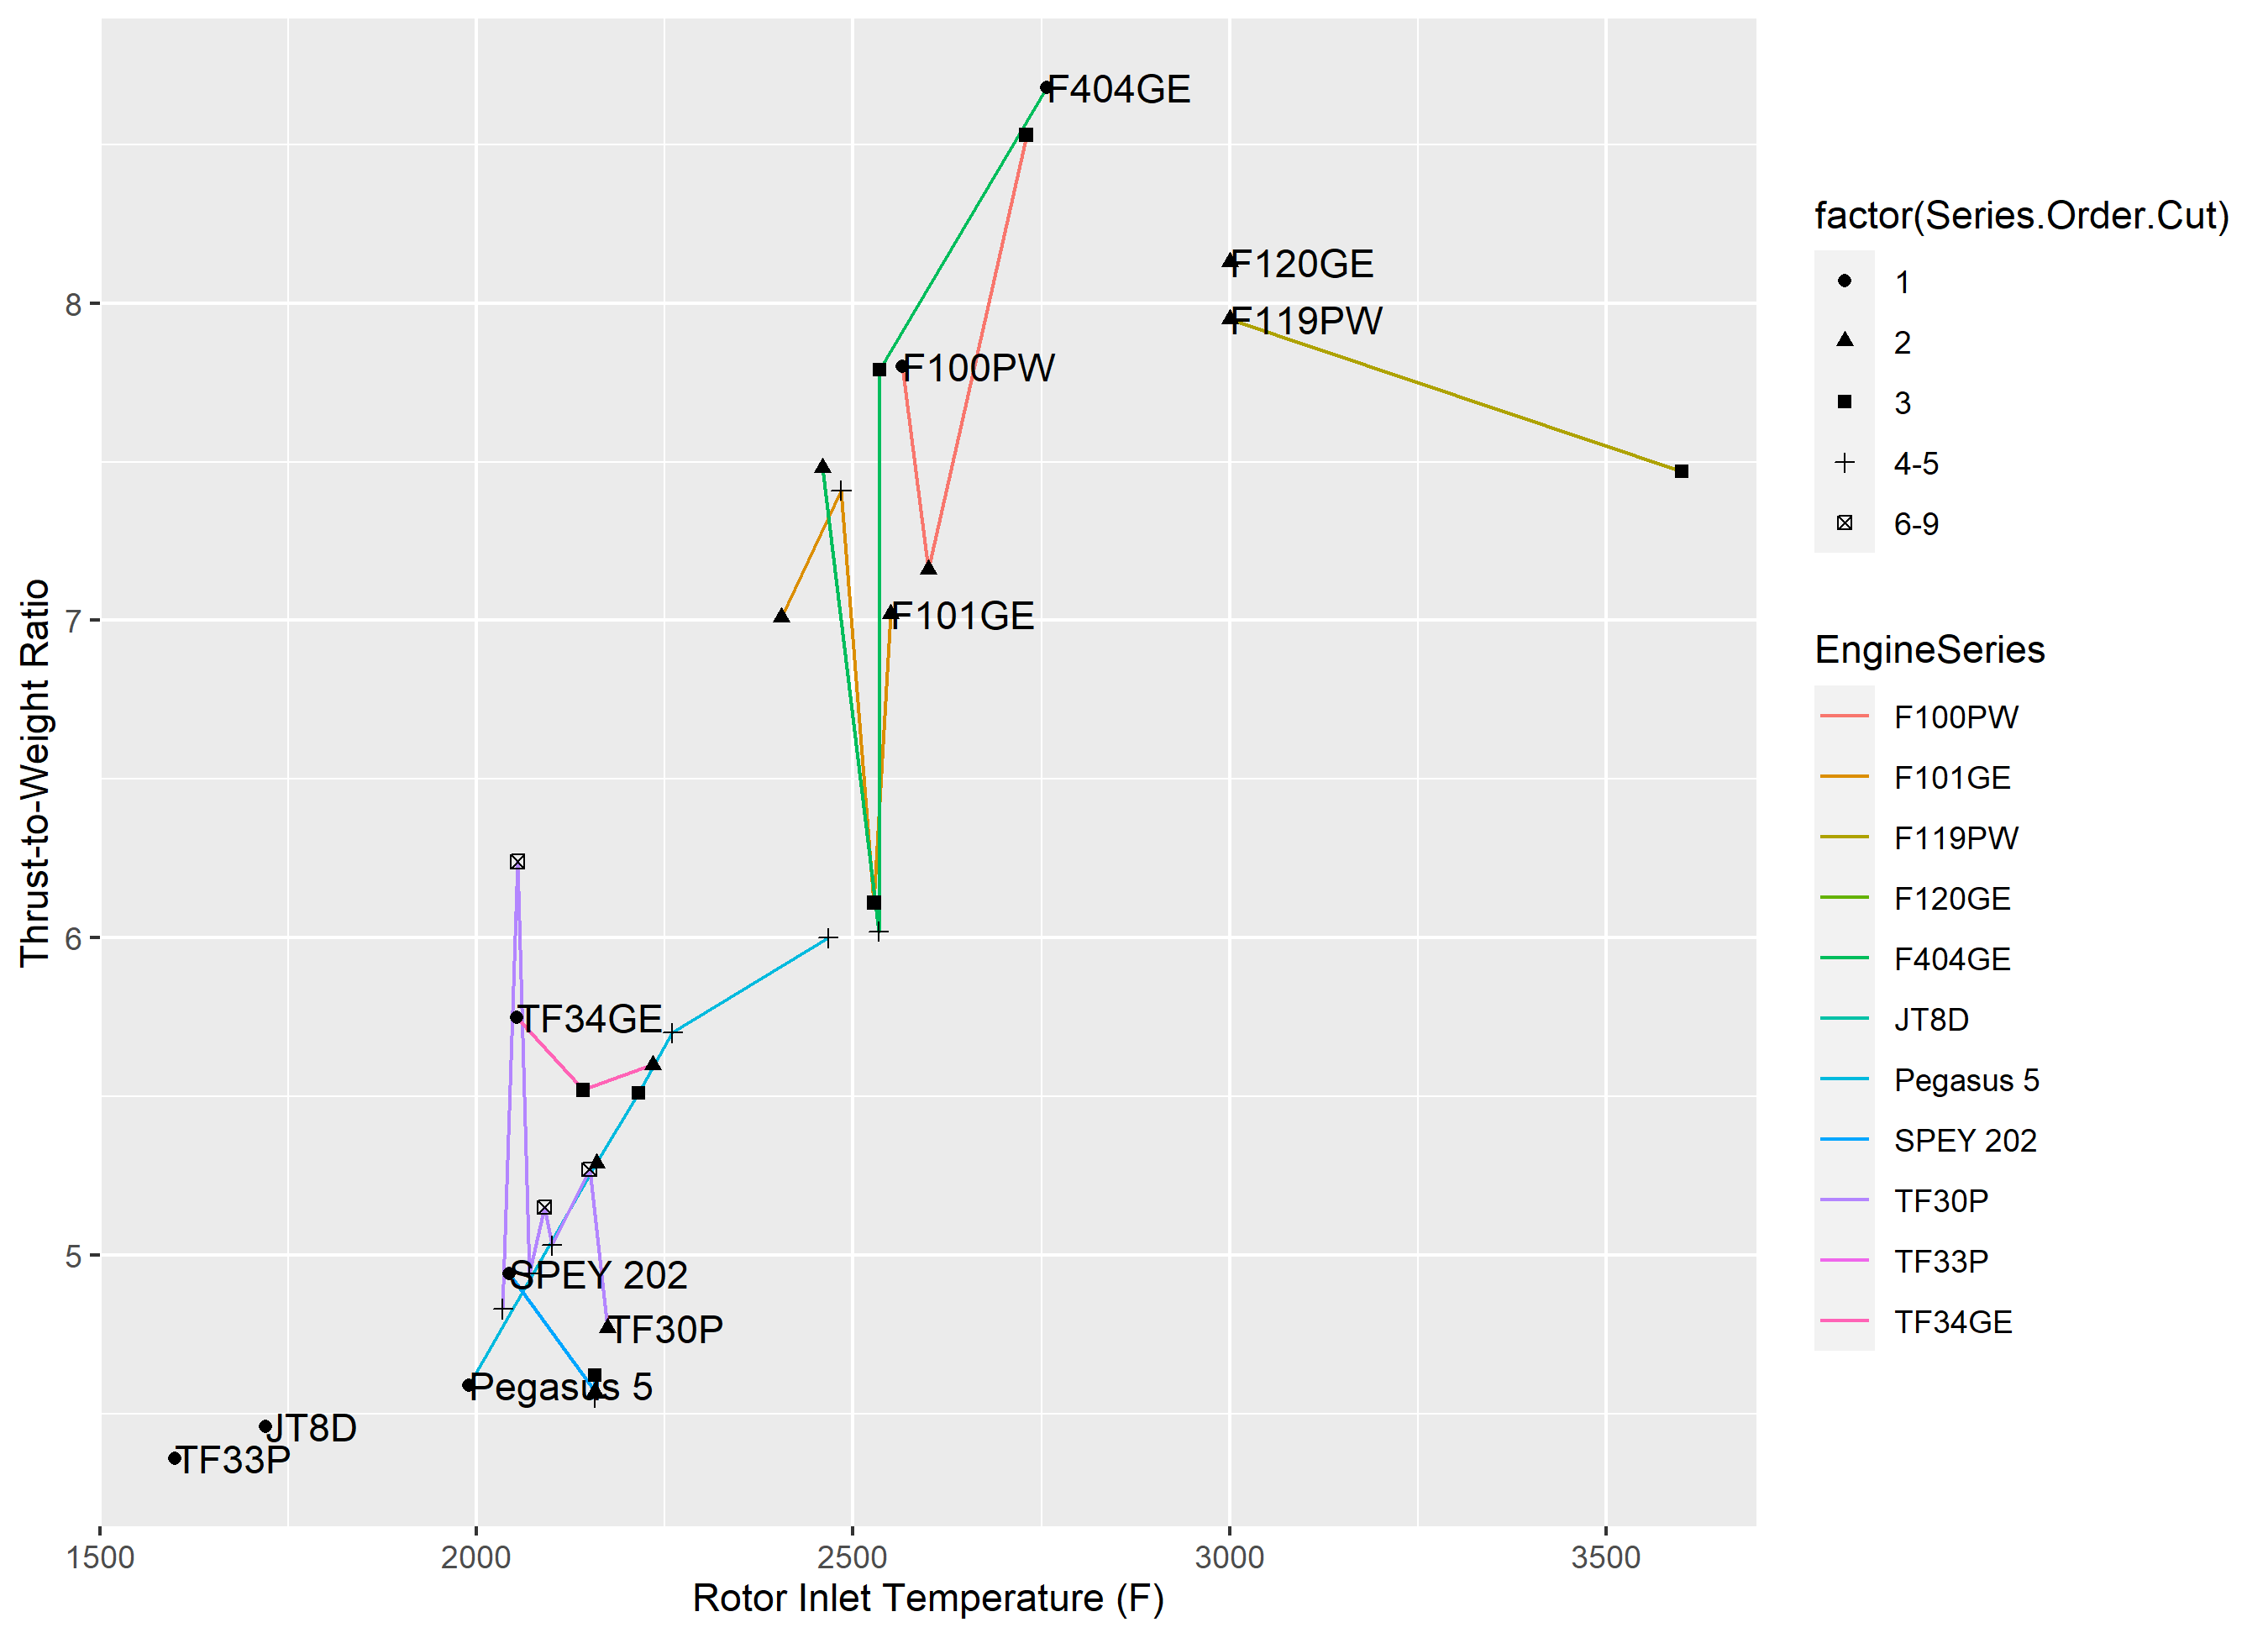 F404GE
F120GE
F119PW
F100PW
F101GE
TF34GE
SPEY 202
TF30P
Pegasus 5
JT8D
TF33P
8
7
6
5
Thrust-to-Weight Ratio
1500 2000 2500 3000 3500
Rotor Inlet Temperature (F)
factor(Series.Order.Cut)
1
2
3
4-5
6-9
EngineSeries
F100PW
F101GE
F119PW
F120GE
F404GE
JT8D
Pegasus 5
SPEY 202
TF30P
TF33P
TF34GE